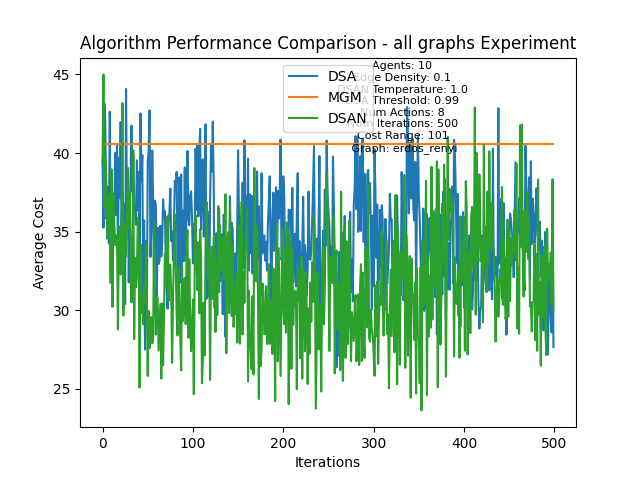 Algorithm Performance Comparison - all graphs Experiment
DSA
MGM
DSAN
Agents: 10
Edge Density: 0.1
DSAN Temperature: 1.0
Threshold: 0.99
Num Actions: 8
Num Iterations: 500
Cost Range: 101
Graph: erdos_renyi
Average Cost
45
40
35
30
25
0
100
200
300
400
500
Iterations